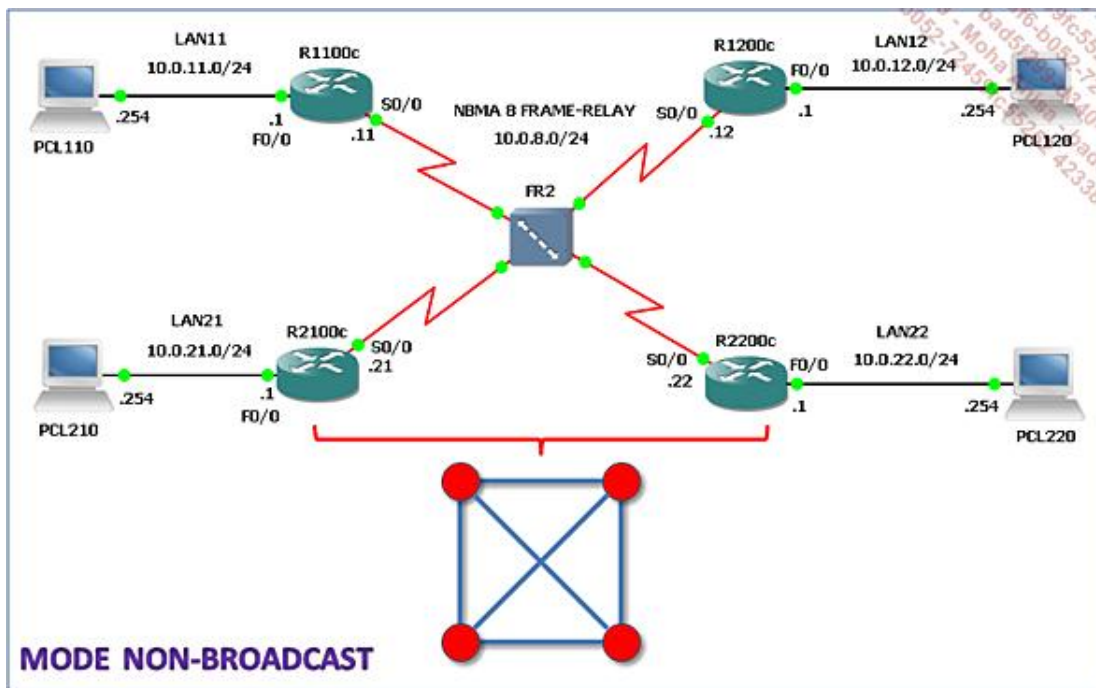 LAN11
10.0.11.0/24
R1100c
S0/0
.254
.1
F0/0
.11
PCL110
NBMA 8 FRAME-RELAY
10.0.8.0/24
R1200c
LAN12
10.0.12.0/24
F0/0
S0/0
.1
.12
.254
PCL120
FR2
LAN21
10.0.21.0/24
R2100c
S0/0
.21
.254
.1
F0/0
PCL210
R2200c
LAN22
10.0.22.0/24
S0/0
F0/0
.22
.1
.254
PCL220
MODE NON-BROADCAST